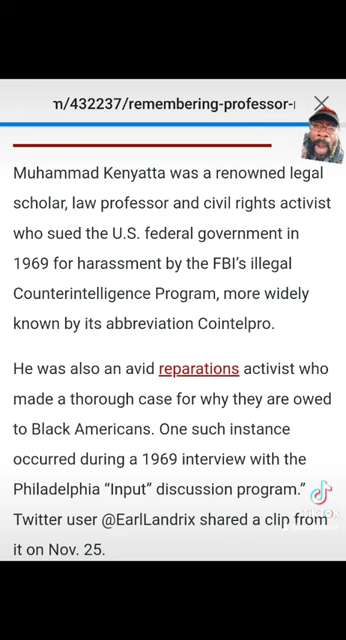 n/432237/remembering-professor-
Muhammad Kenyatta was a renowned legal
scholar, law professor and civil rights activist
who sued the U.S. federal government in
1969 for harassment by the FBI’s illegal
Counterintelligence Program, more widely
known by its abbreviation Cointelpro.
He was also an avid reparations activist who
made a thorough case for why they are owed
to Black Americans. One such instance
occurred during a 1969 interview with the
Philadelphia “Input” discussion program.”
Twitter user @EarlLandrix shared a clip from
it on Nov. 25.
TikTok